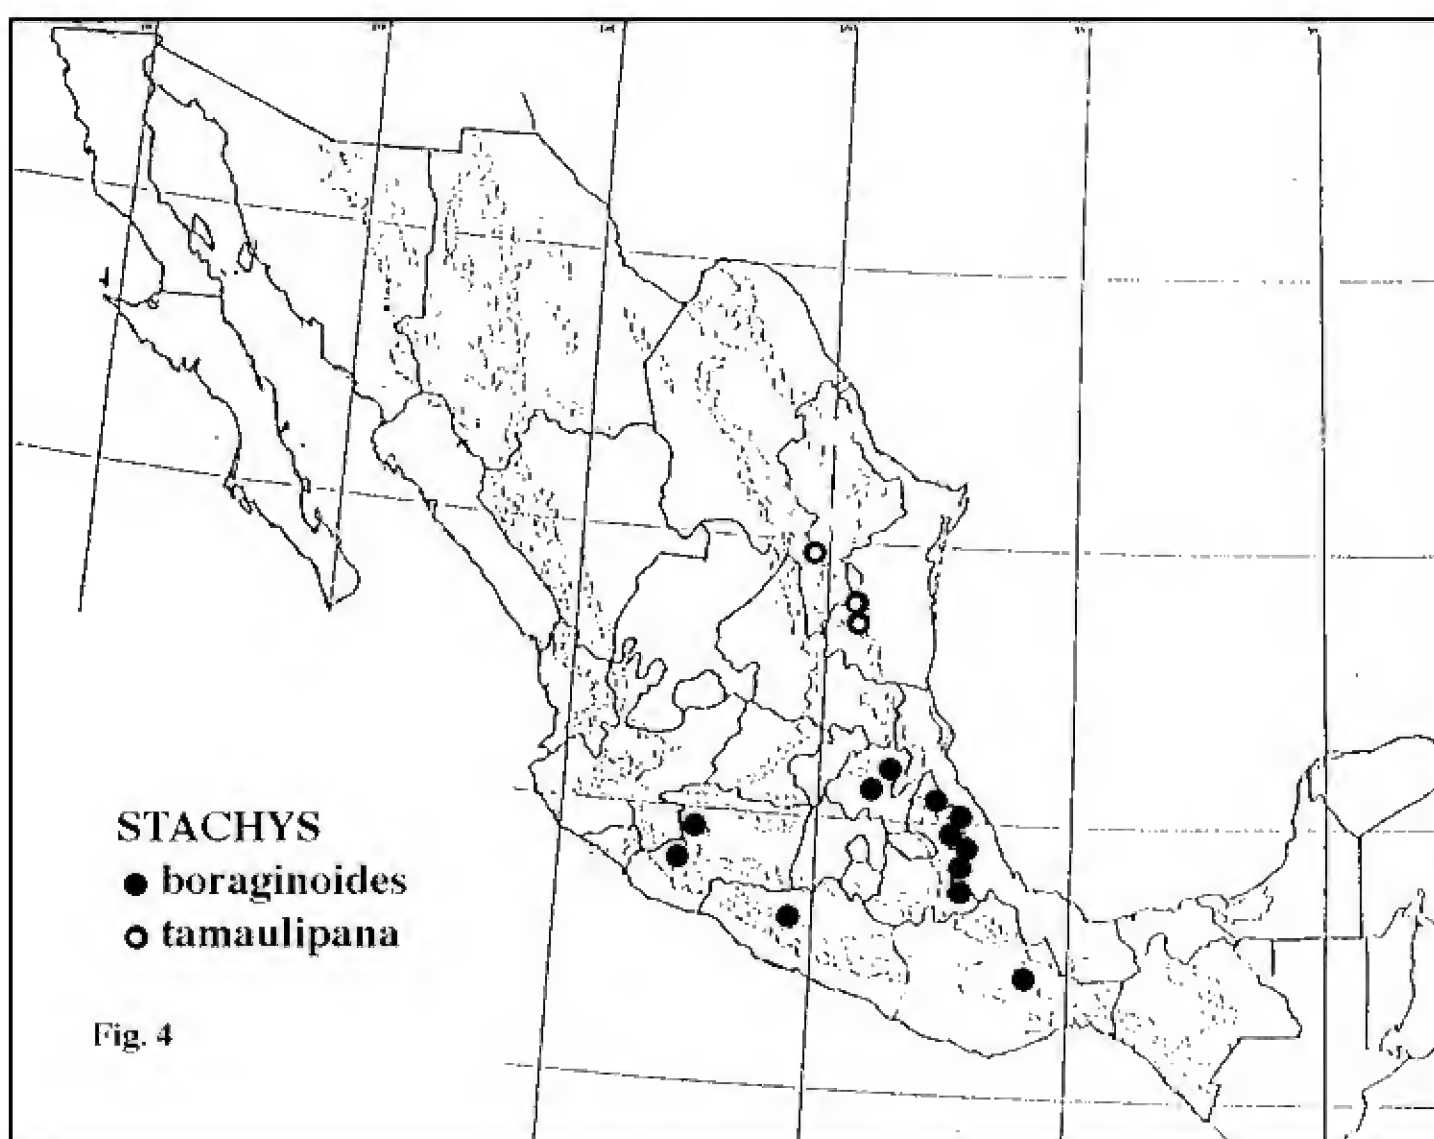 STACHYS
● boraginoides
○ tamaulipana
Fig. 4